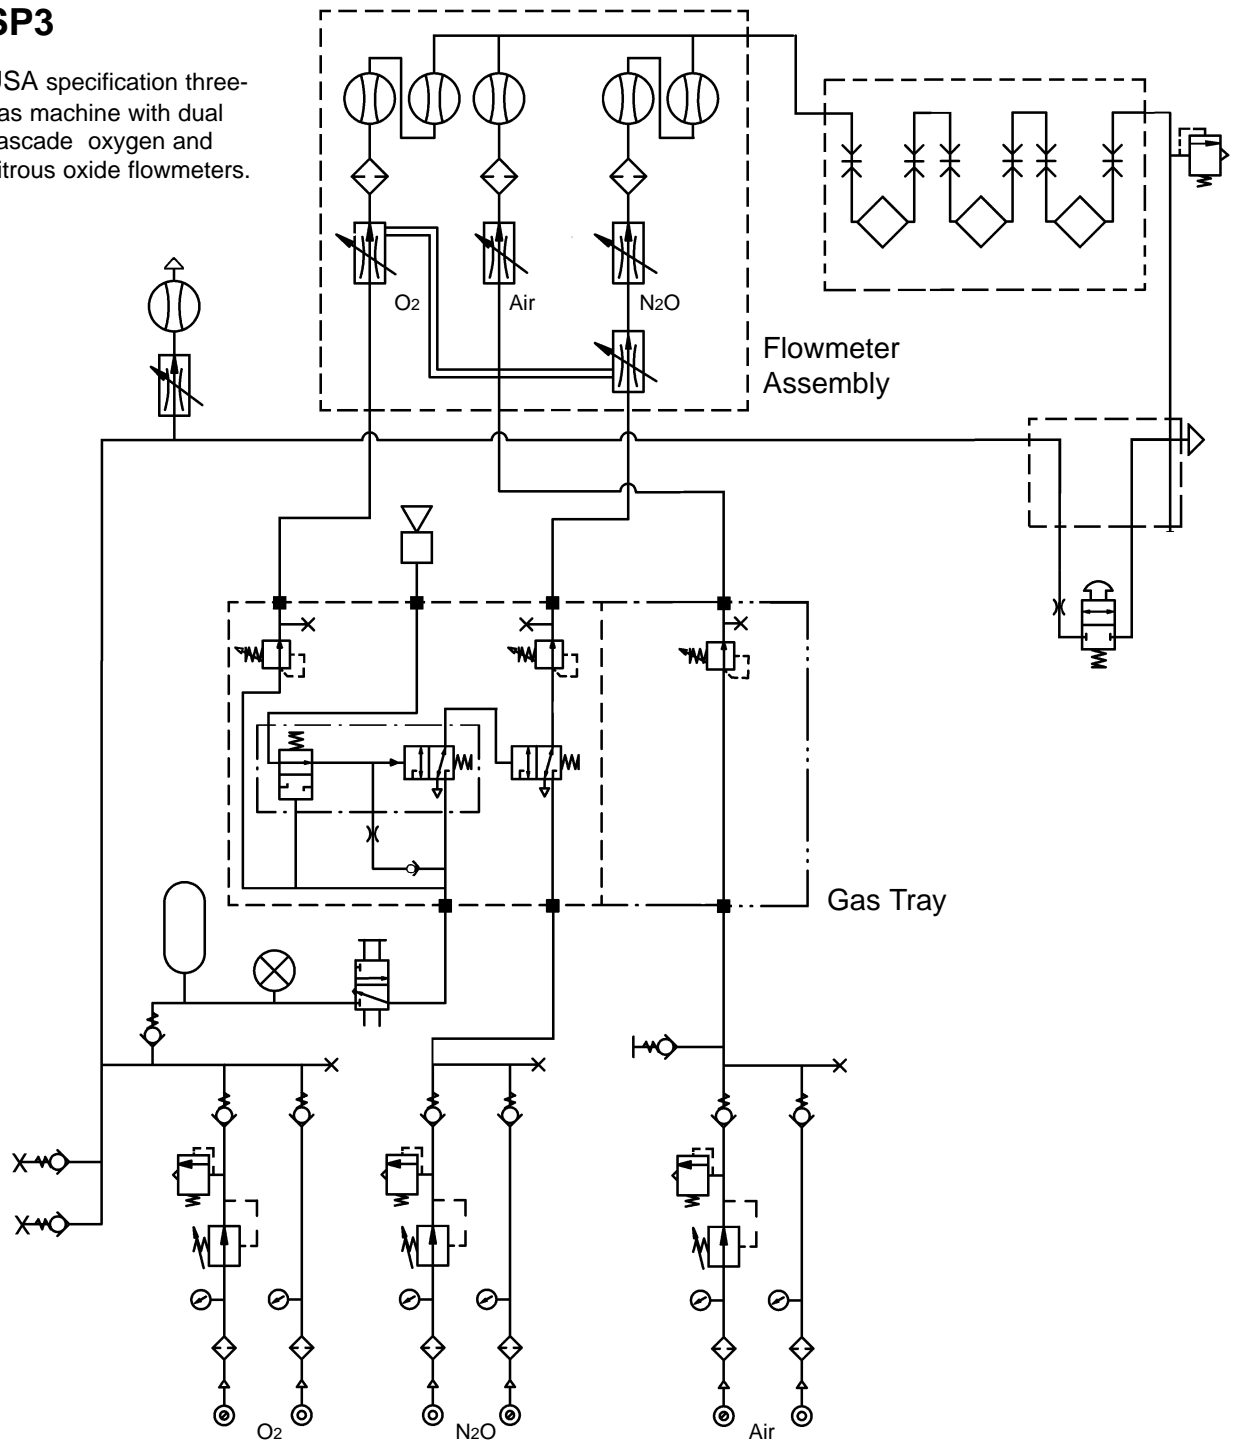 SP3
USA specification three-
as machine with dual
ascade oxygen and
itrous oxide flowmeters.
O2
Air
N2O
Flowmeter
Assembly
Gas Tray
O2
N2O
Air